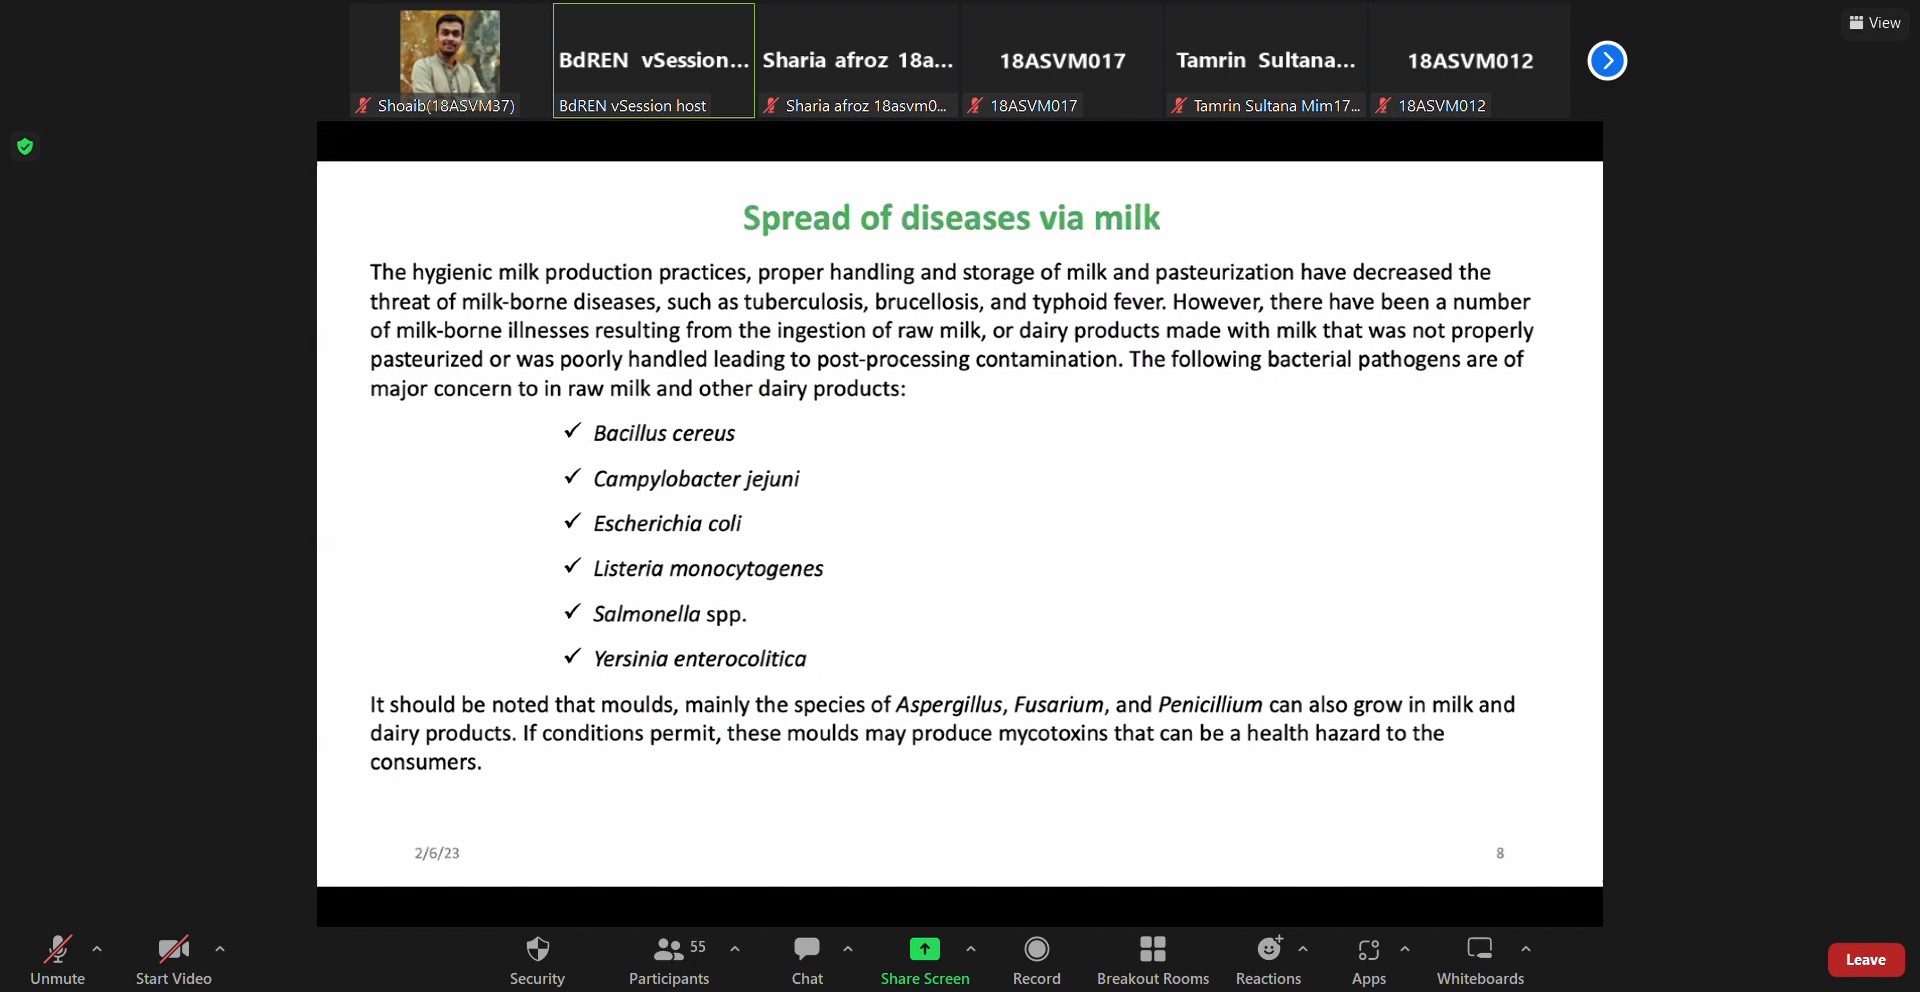 View
BdREN vSession...
Sharia afroz 18a...
18ASVM017
Tamrin Sultana...
18ASVM012
Shoaib(18ASVM37)
BdREN vSession host
Sharia afroz 18asvm0...
18ASVM017
Tamrin Sultana Mim17...
18ASVM012
Spread of diseases via milk
The hygienic milk production practices, proper handling and storage of milk and pasteurization have decreased the
threat of milk-borne diseases, such as tuberculosis, brucellosis, and typhoid fever. However, there have been a number
of milk-borne illnesses resulting from the ingestion of raw milk, or dairy products made with milk that was not properly
pasteurized or was poorly handled leading to post-processing contamination. The following bacterial pathogens are of
major concern to in raw milk and other dairy products:
✓ Bacillus cereus
✓ Campylobacter jejuni
✓ Escherichia coli
✓ Listeria monocytogenes
✓ Salmonella spp.
✓ Yersinia enterocolitica
It should be noted that moulds, mainly the species of Aspergillus, Fusarium, and Penicillium can also grow in milk and
dairy products. If conditions permit, these moulds may produce mycotoxins that can be a health hazard to the
consumers.
2/6/23
8
Unmute
Start Video
Security
55
Participants
Chat
Share Screen
Record
Breakout Rooms
Reactions
Apps
Whiteboards
Leave